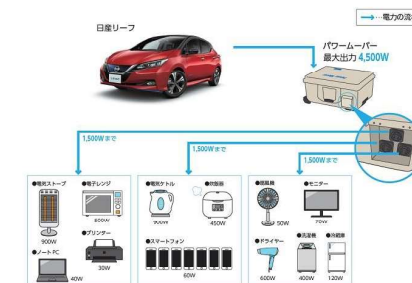 日産リーフ
→…電力の流
パワームーバー
最大出力 4,500W
1,500Wまで
1,500Wまで
1,500Wまで
●電気ストーブ
900W
●電子レンジ
600W
●ノートPC
40W
●プリンター
30W
●電気ケトル
●炊飯器
450W
●スマートフォン
60W
●扇風機
50W
●モニター
70W
●ドライヤー
600W
●洗濯機
400W
●冷蔵庫
120W